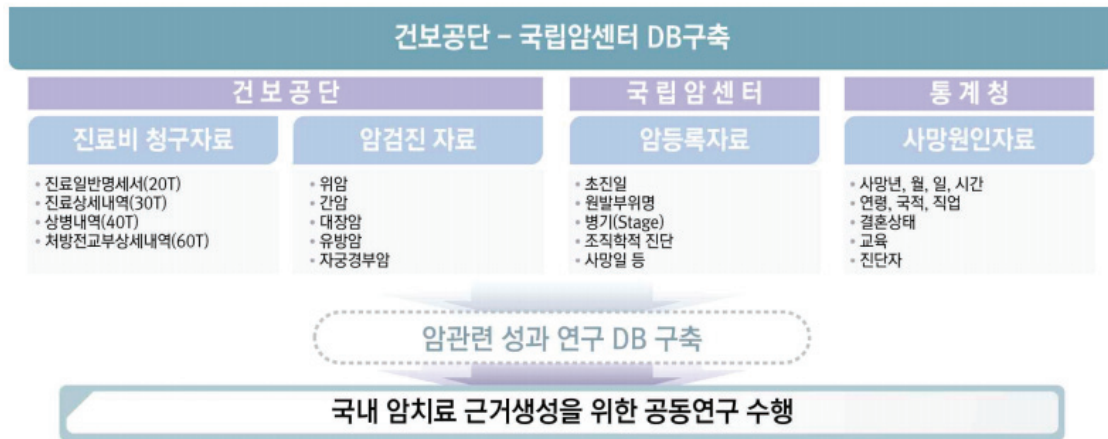 건보공단 – 국립암센터 DB구축
건보공단
진료비 청구자료
• 진료일반명세서(20T)
• 진료상세내역(30T)
• 상병내역(40T)
• 처방전교부상세내역(60T)
암검진 자료
• 위암
• 간암
• 대장암
• 유방암
• 자궁경부암
국립암센터
암등록자료
• 초진일
• 원발부위명
• 병기(Stage)
• 조직학적 진단
• 사망일 등
통계청
사망원인자료
• 사망년, 월, 일, 시간
• 연령, 국적, 직업
• 결혼상태
• 교육
• 진단자
암관련 성과 연구 DB 구축
국내 암치료 근거생성을 위한 공동연구 수행